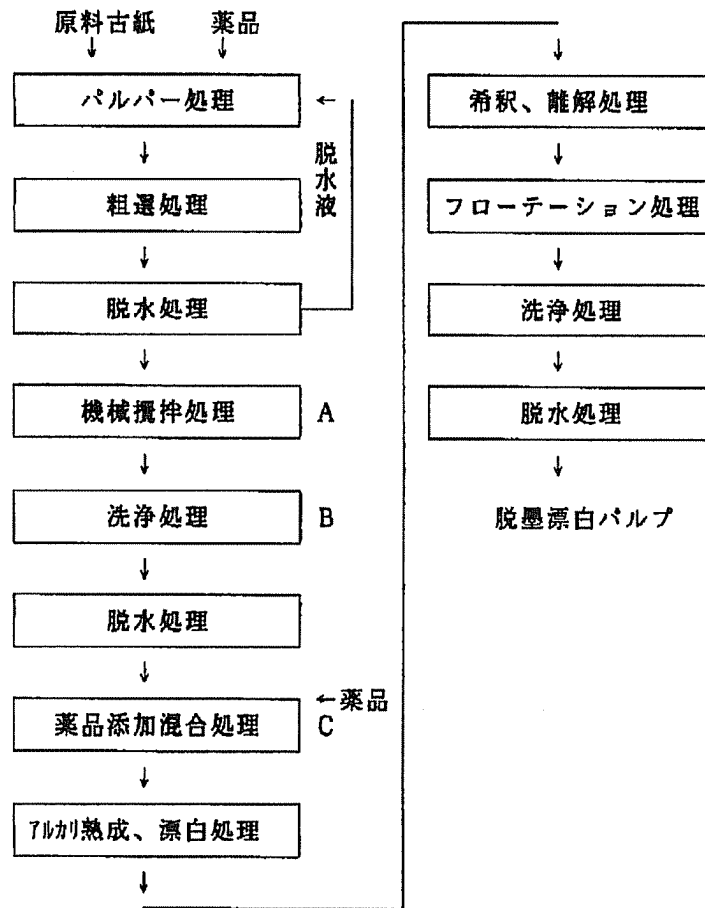 原料古紙 薬品
パルパー処理
脱水液
粗選処理
脱水処理
機械攪拌処理 A
洗浄処理 B
脱水処理
←薬品
薬品添加混合処理 C
アルカリ熟成、漂白処理
希釈、離解処理
フローテーション処理
洗浄処理
脱水処理
脱墨漂白パルプ